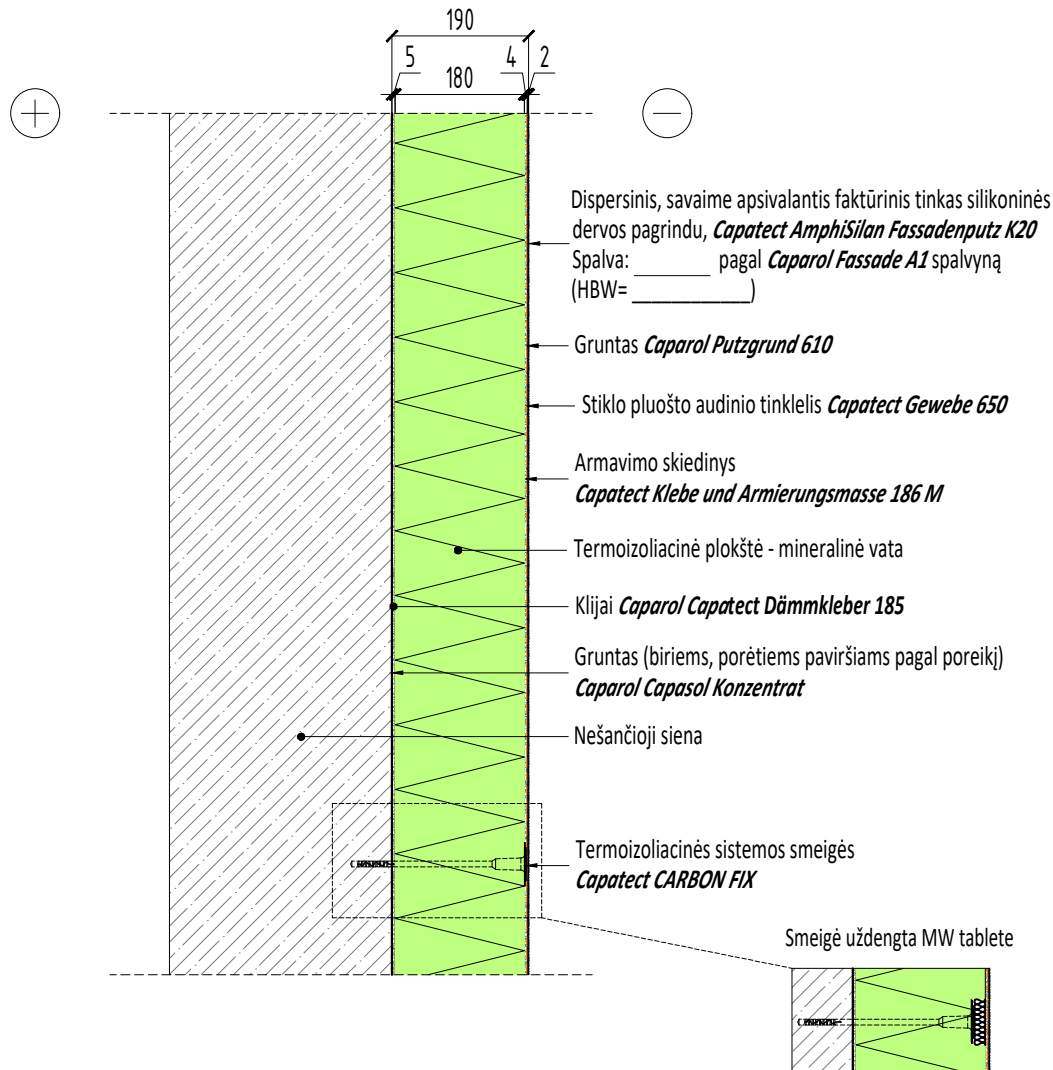 190
5 4 2
180
Dispersinis, savaime apsivalantis faktūrinis tinkas silikoninės
dervos pagrindu, Capatect AmphiSilan Fassadenputz K20
Spalva: ________ pagal Caparol Fassade A1 spalvyną
(HBW= ____________)
Gruntas Caparol Putzgrund 610
Stiklo pluošto audinio tinklelis Capatect Gewebe 650
Armavimo skiedinys
Capatect Klebe und Armierungsmasse 186 M
Termoizoliacinė plokštė - mineralinė vata
Klijai Caparol Capatect Dämmkleber 185
Gruntas (biriems, porėtiems paviršiams pagal poreikį)
Caparol Capasol Konzentrat
Nešančioji siena
Termoizoliacinės sistemos smeigės
Capatect CARBON FIX
Smeigė uždengta MW tablete